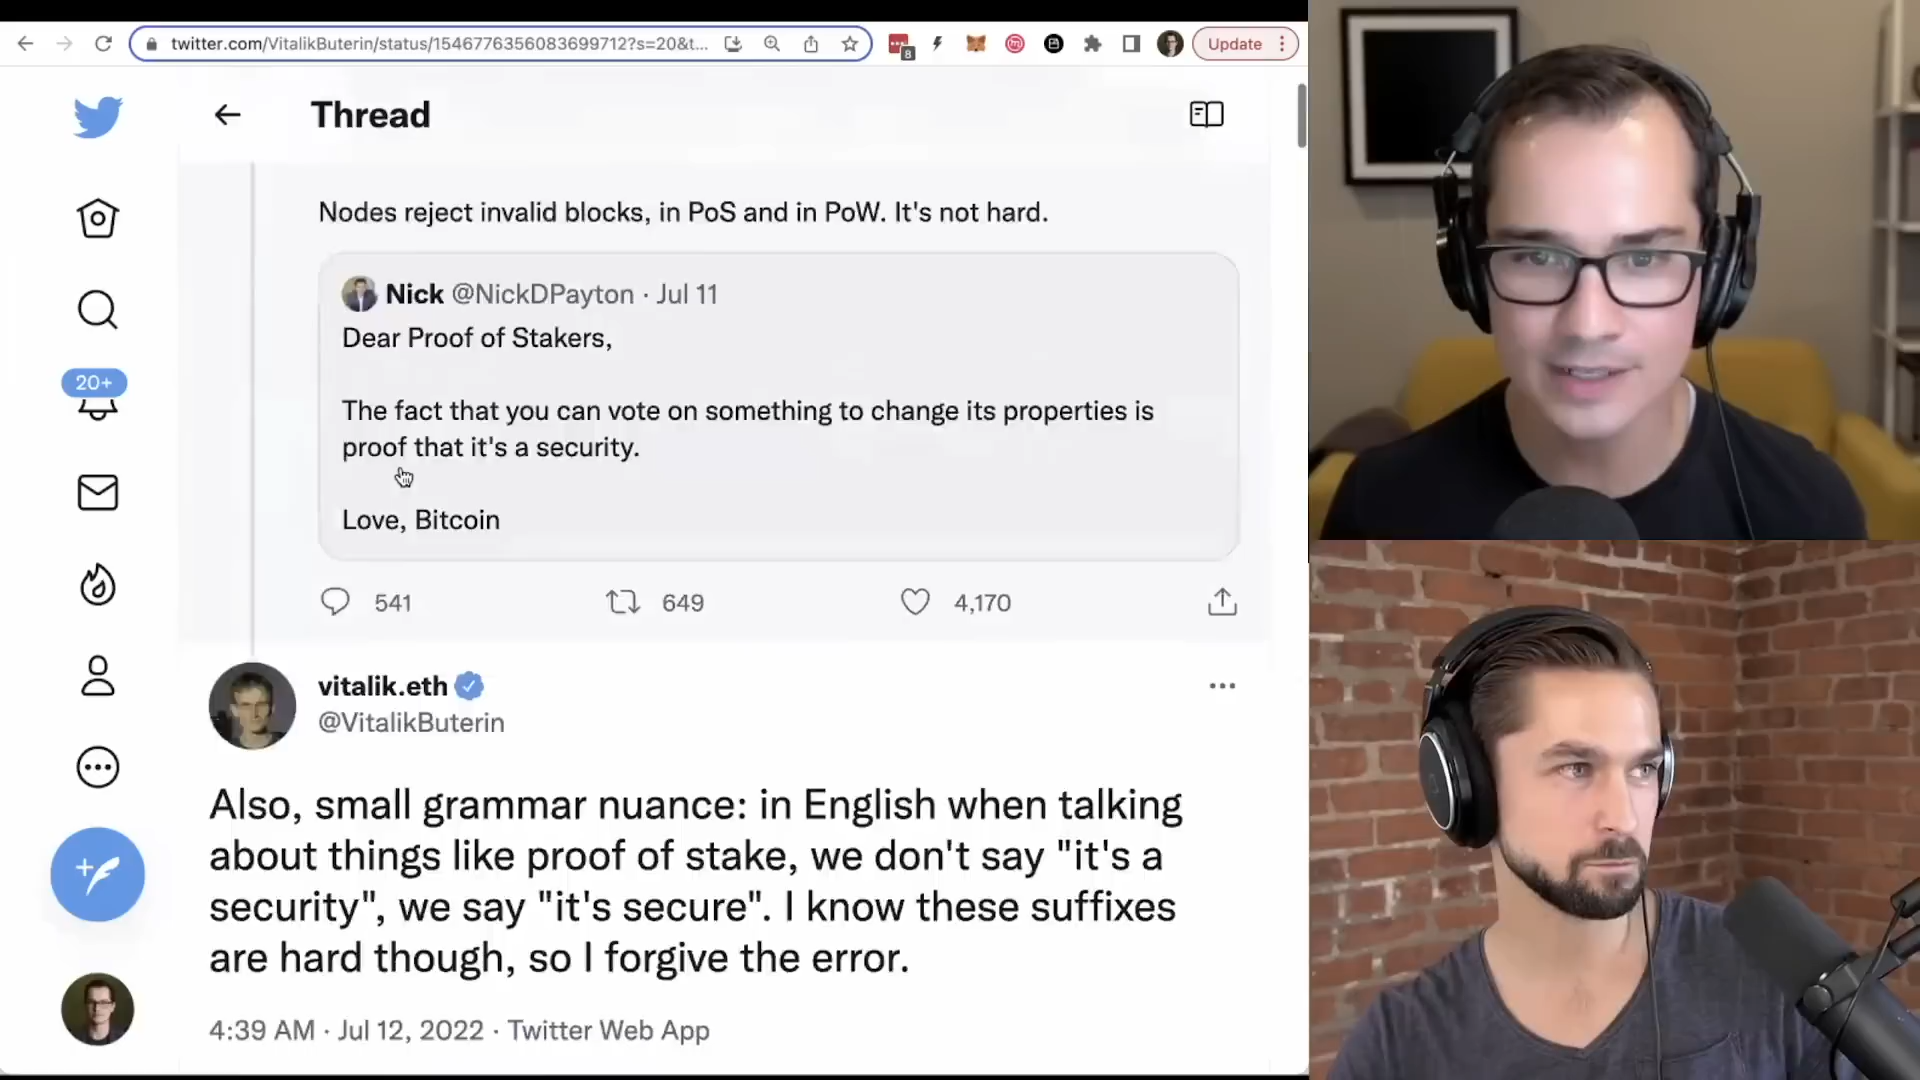 twitter.com/VitalikButerin/status/1546776356083699712?s=20&t...
8
Update
Thread
Nodes reject invalid blocks, in PoS and in PoW. It's not hard.
Nick @NickDPayton · Jul 11
Dear Proof of Stakers,
The fact that you can vote on something to change its properties is
proof that it's a security.
Love, Bitcoin
20+
541
649
4,170
vitalik.eth
@VitalikButerin
Also, small grammar nuance: in English when talking
about things like proof of stake, we don't say "it's a
security", we say "it's secure". I know these suffixes
are hard though, so I forgive the error.
4:39 AM · Jul 12, 2022 · Twitter Web App